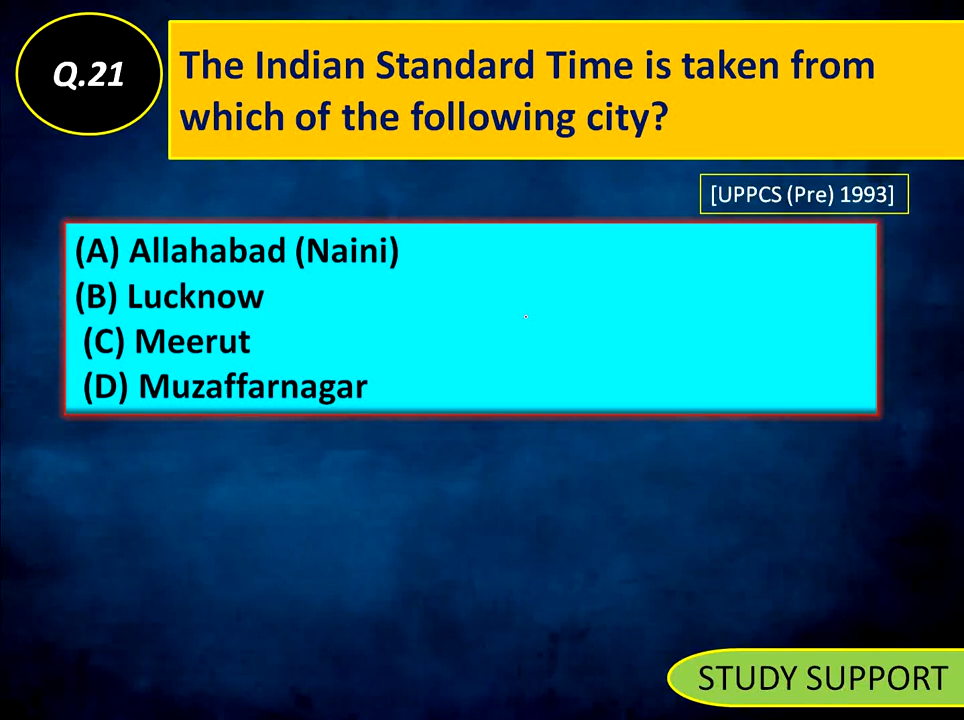 Q.21
The Indian Standard Time is taken from
which of the following city?
[UPPCS (Pre) 1993]
(A) Allahabad (Naini)
(B) Lucknow
(C) Meerut
(D) Muzaffarnagar
STUDY SUPPORT